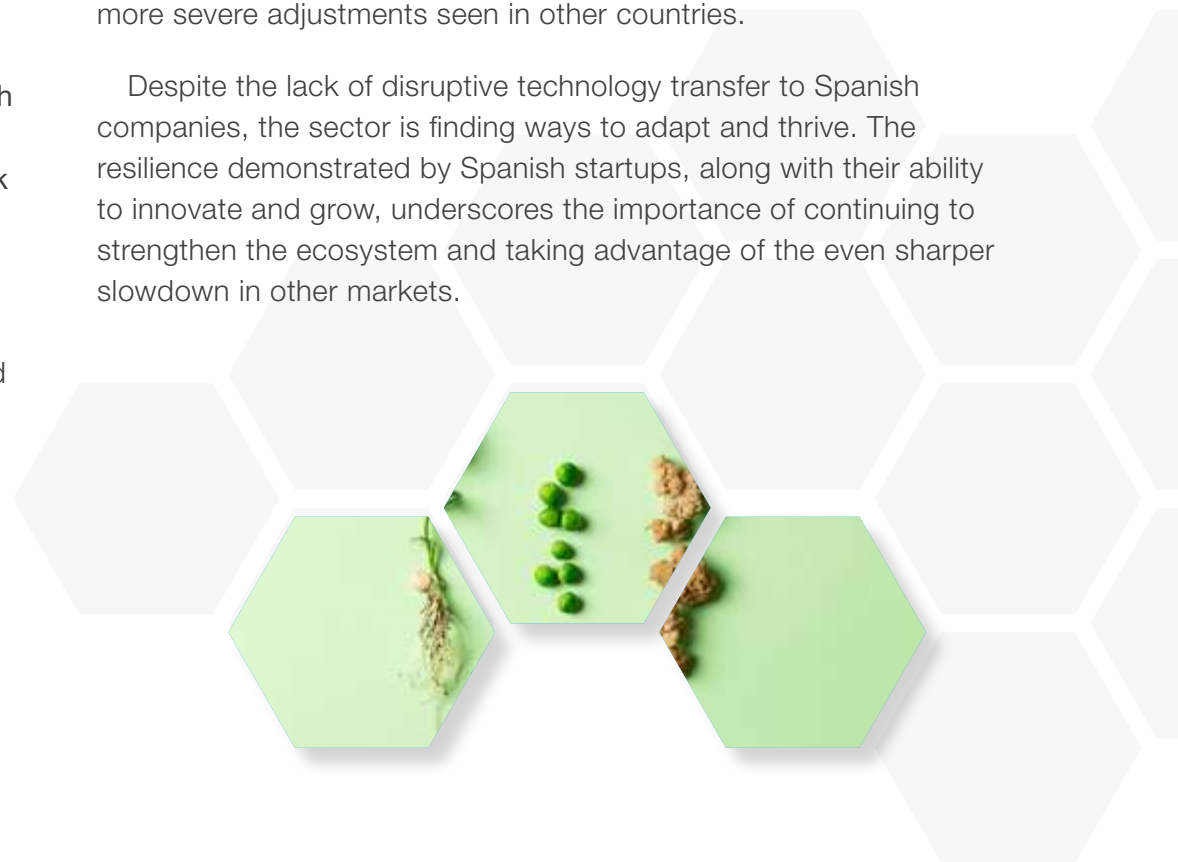 more severe adjustments seen in other countries.
Despite the lack of disruptive technology transfer to Spanish
companies, the sector is finding ways to adapt and thrive. The
resilience demonstrated by Spanish startups, along with their ability
to innovate and grow, underscores the importance of continuing to
strengthen the ecosystem and taking advantage of the even sharper
slowdown in other markets.